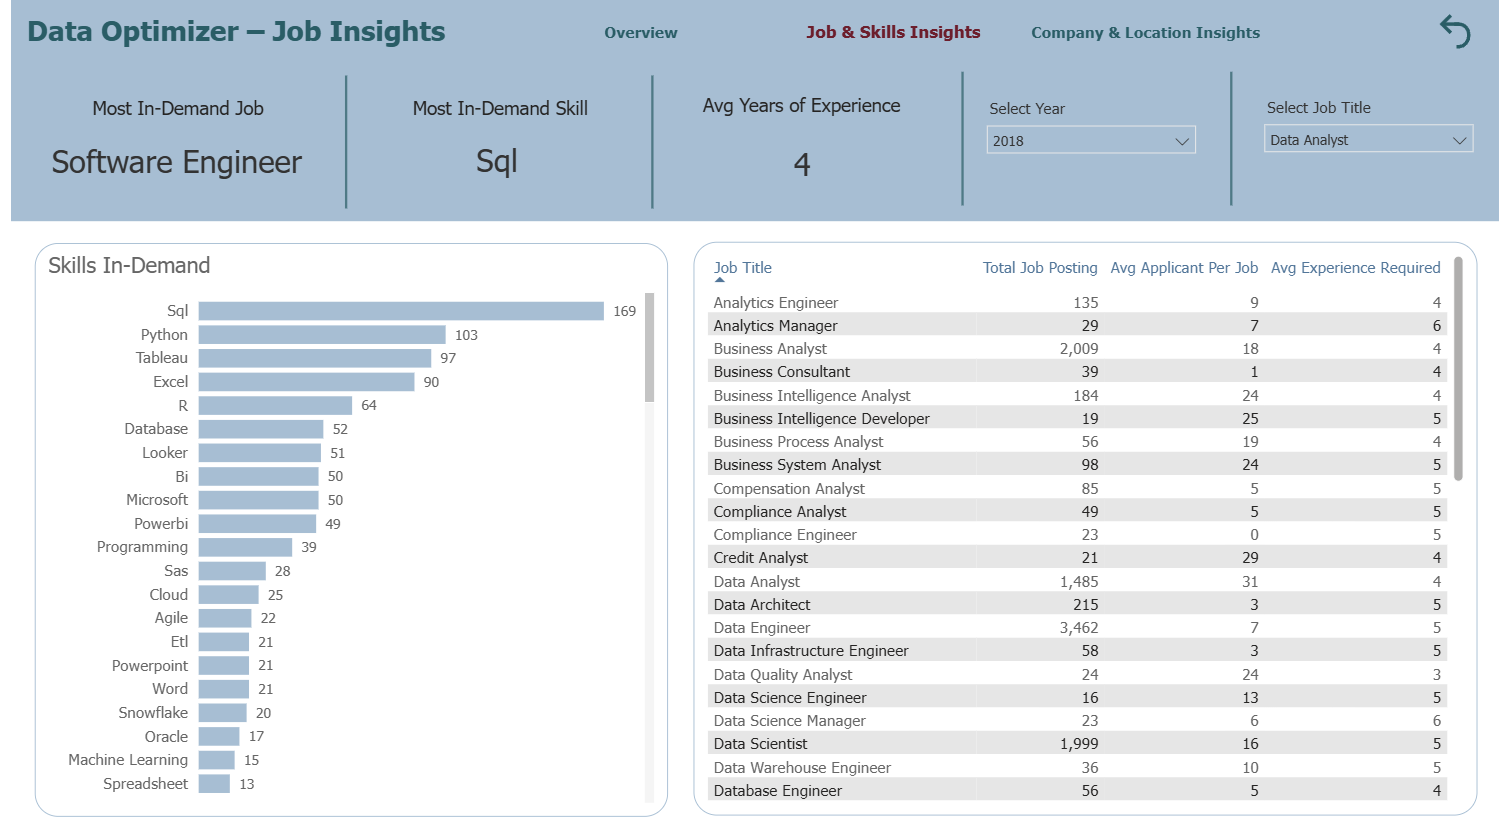 Data Optimizer – Job Insights
Overview
Job & Skills Insights
Company & Location Insights
Most In-Demand Job
Software Engineer
Most In-Demand Skill
Sql
Avg Years of Experience
4
Select Year
2018
Select Job Title
Data Analyst
Skills In-Demand
Sql 169
Python 103
Tableau 97
Excel 90
R 64
Database 52
Looker 51
Bi 50
Microsoft 50
Powerbi 49
Programming 39
Sas 28
Cloud 25
Agile 22
Etl 21
Powerpoint 21
Word 21
Snowflake 20
Oracle 17
Machine Learning 15
Spreadsheet 13
Job Title Total Job Posting Avg Applicant Per Job Avg Experience Required
Analytics Engineer 135 9 4
Analytics Manager 29 7 6
Business Analyst 2,009 18 4
Business Consultant 39 1 4
Business Intelligence Analyst 184 24 4
Business Intelligence Developer 19 25 5
Business Process Analyst 56 19 4
Business System Analyst 98 24 5
Compensation Analyst 85 5 5
Compliance Analyst 49 5 5
Compliance Engineer 23 0 5
Credit Analyst 21 29 4
Data Analyst 1,485 31 4
Data Architect 215 3 5
Data Engineer 3,462 7 5
Data Infrastructure Engineer 58 3 5
Data Quality Analyst 24 24 3
Data Science Engineer 16 13 5
Data Science Manager 23 6 6
Data Scientist 1,999 16 5
Data Warehouse Engineer 36 10 5
Database Engineer 56 5 4